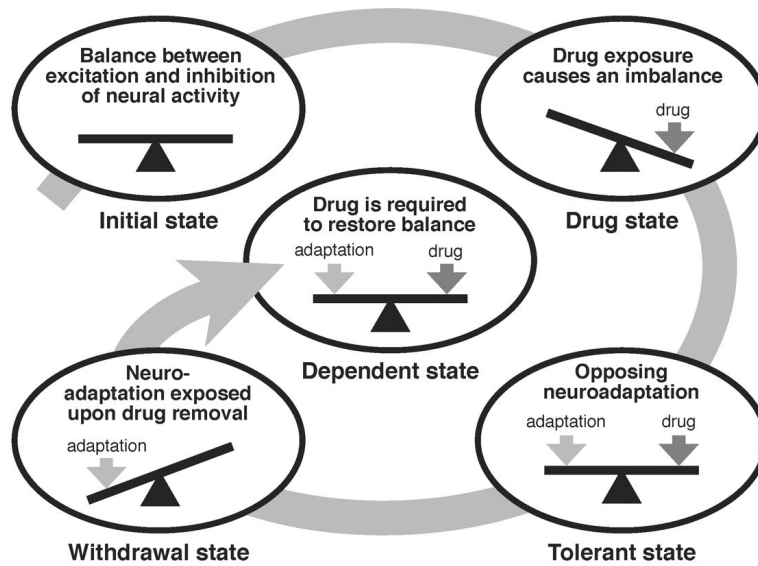 Balance between
excitation and inhibition
of neural activity
Initial state
Drug exposure
causes an imbalance
drug
Drug state
Drug is required
to restore balance
adaptation
drug
Dependent state
Neuro-
adaptation exposed
upon drug removal
adaptation
Withdrawal state
Opposing
neuroadaptation
adaptation
drug
Tolerant state